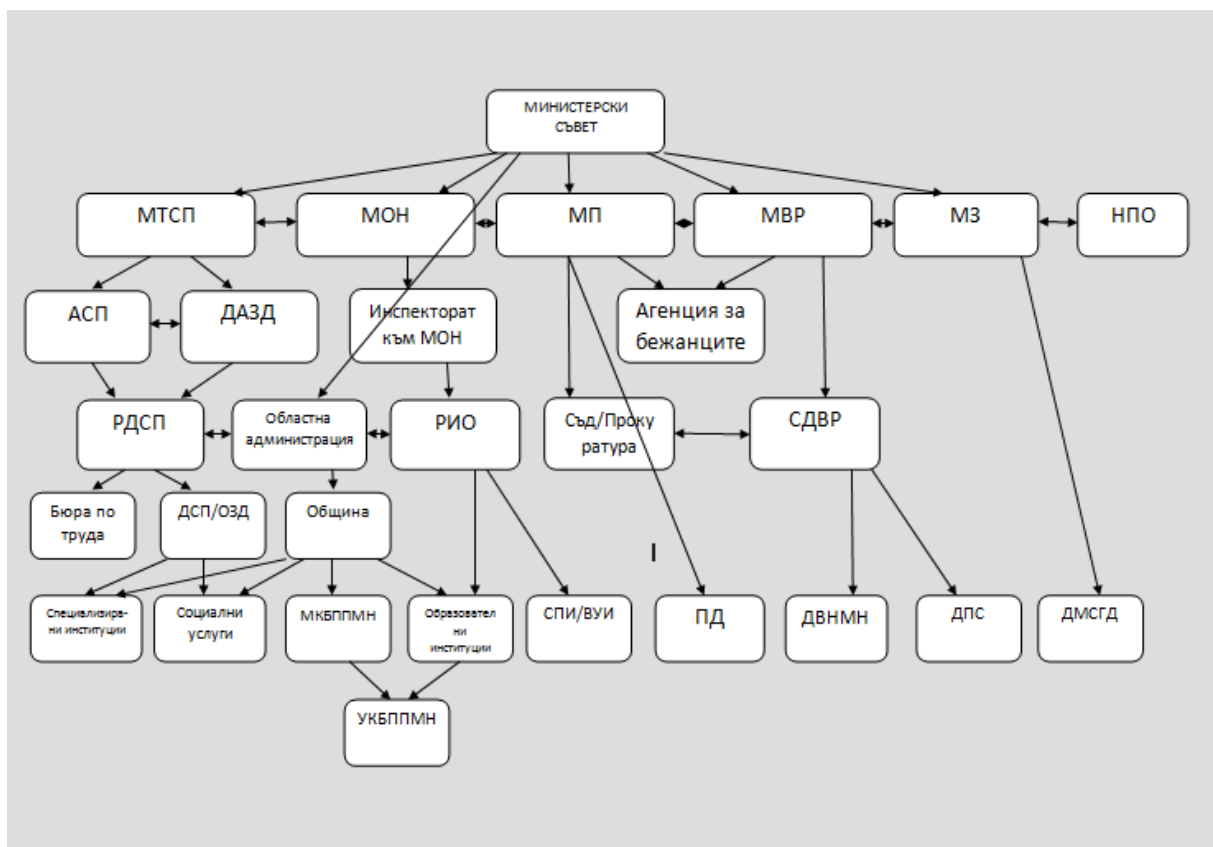 МИНИСТЕРСКИ
СЪВЕТ
МТСП
МОН
МП
МВР
МЗ
НПО
АСП
ДАЗД
Инспекторат
към МОН
Агенция за
бежанците
РДСП
Областна
администрация
РИО
Съд/Проку
ратура
СДВР
Бюра по
труда
ДСП/ОЗД
Община
I
Специализира-
ни институции
Социални
услуги
МКБППМН
Образовател
ни
институции
СПИ/ВУИ
ПД
ДВНМН
ДПС
ДМСГД
УКБППМН